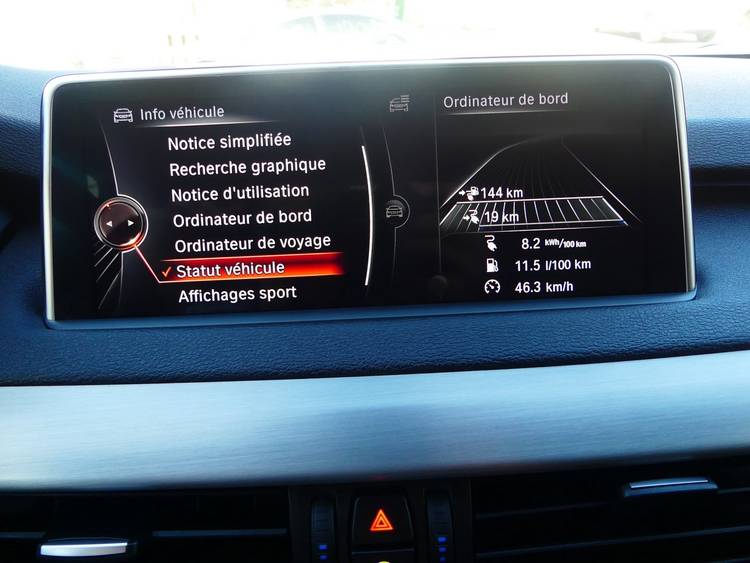 Info véhicule
Notice simplifiée
Recherche graphique
Notice d'utilisation
Ordinateur de bord
Ordinateur de voyage
Statut véhicule
Affichages sport
Ordinateur de bord
144 km
19 km
8.2 kWh/100 km
11.5 l/100 km
46.3 km/h